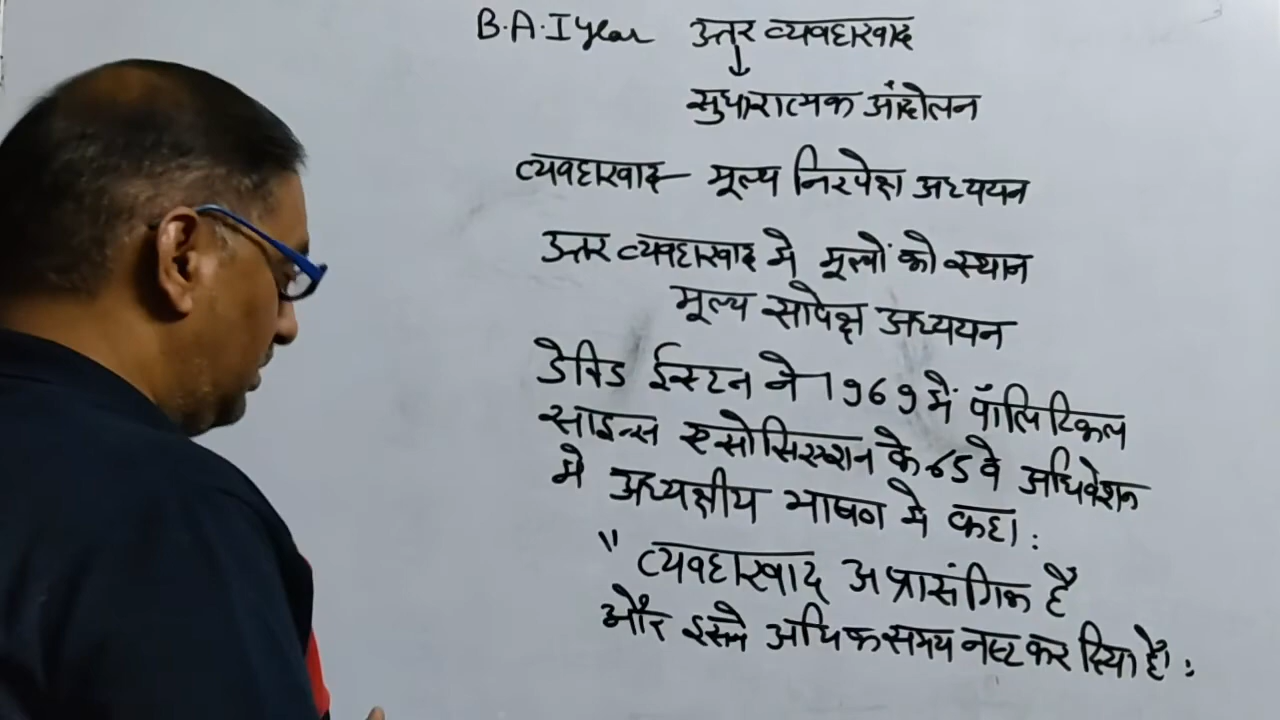 B.A.I year उत्तर व्यवहारवाद
↓
सुधारात्मक आंदोलन
व्यवहारवाद - मूल्य निरपेक्ष अध्ययन
उत्तर व्यवहारवाद मे मूल्यों को स्थान
मूल्य सापेक्ष अध्ययन
डेविड ईस्टन ने 1969 में पॉलिटिकल
साइन्स एसोसिएशन के 65 वे अधिवेशन
मे अध्यक्षीय भाषण मे कहा :
" व्यवहारवाद अप्रासंगिक है
और इसने अधिक समय नष्ट कर दिया है। :